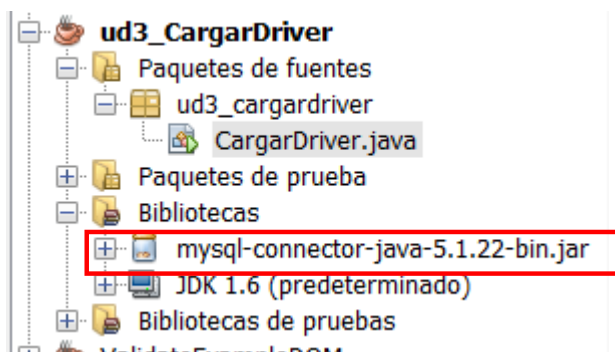 ud3_CargarDriver
Paquetes de fuentes
ud3_cargardriver
CargarDriver.java
Paquetes de prueba
Bibliotecas
mysql-connector-java-5.1.22-bin.jar
JDK 1.6 (predeterminado)
Bibliotecas de pruebas
ValidateExampleDOM